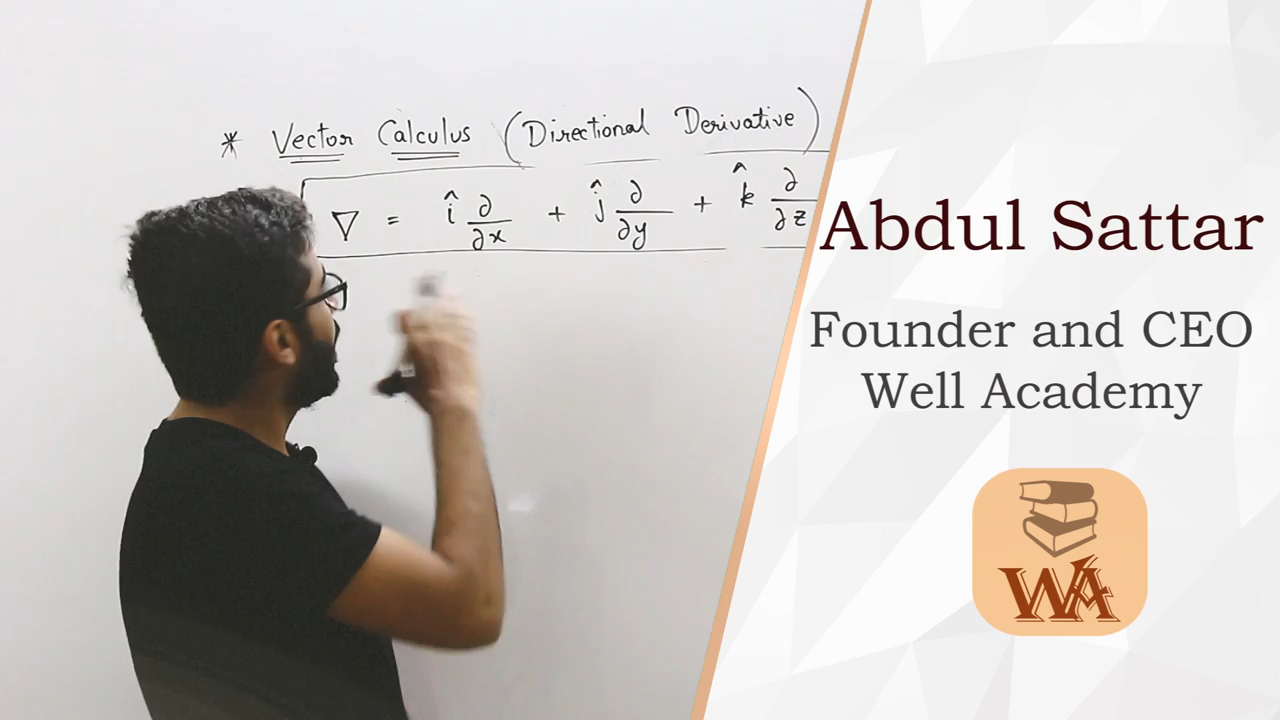 * Vector Calculus (Directional Derivative)
∇ = î ∂/∂x + ĵ ∂/∂y + k̂ ∂/∂z
Abdul Sattar
Founder and CEO
Well Academy
WA